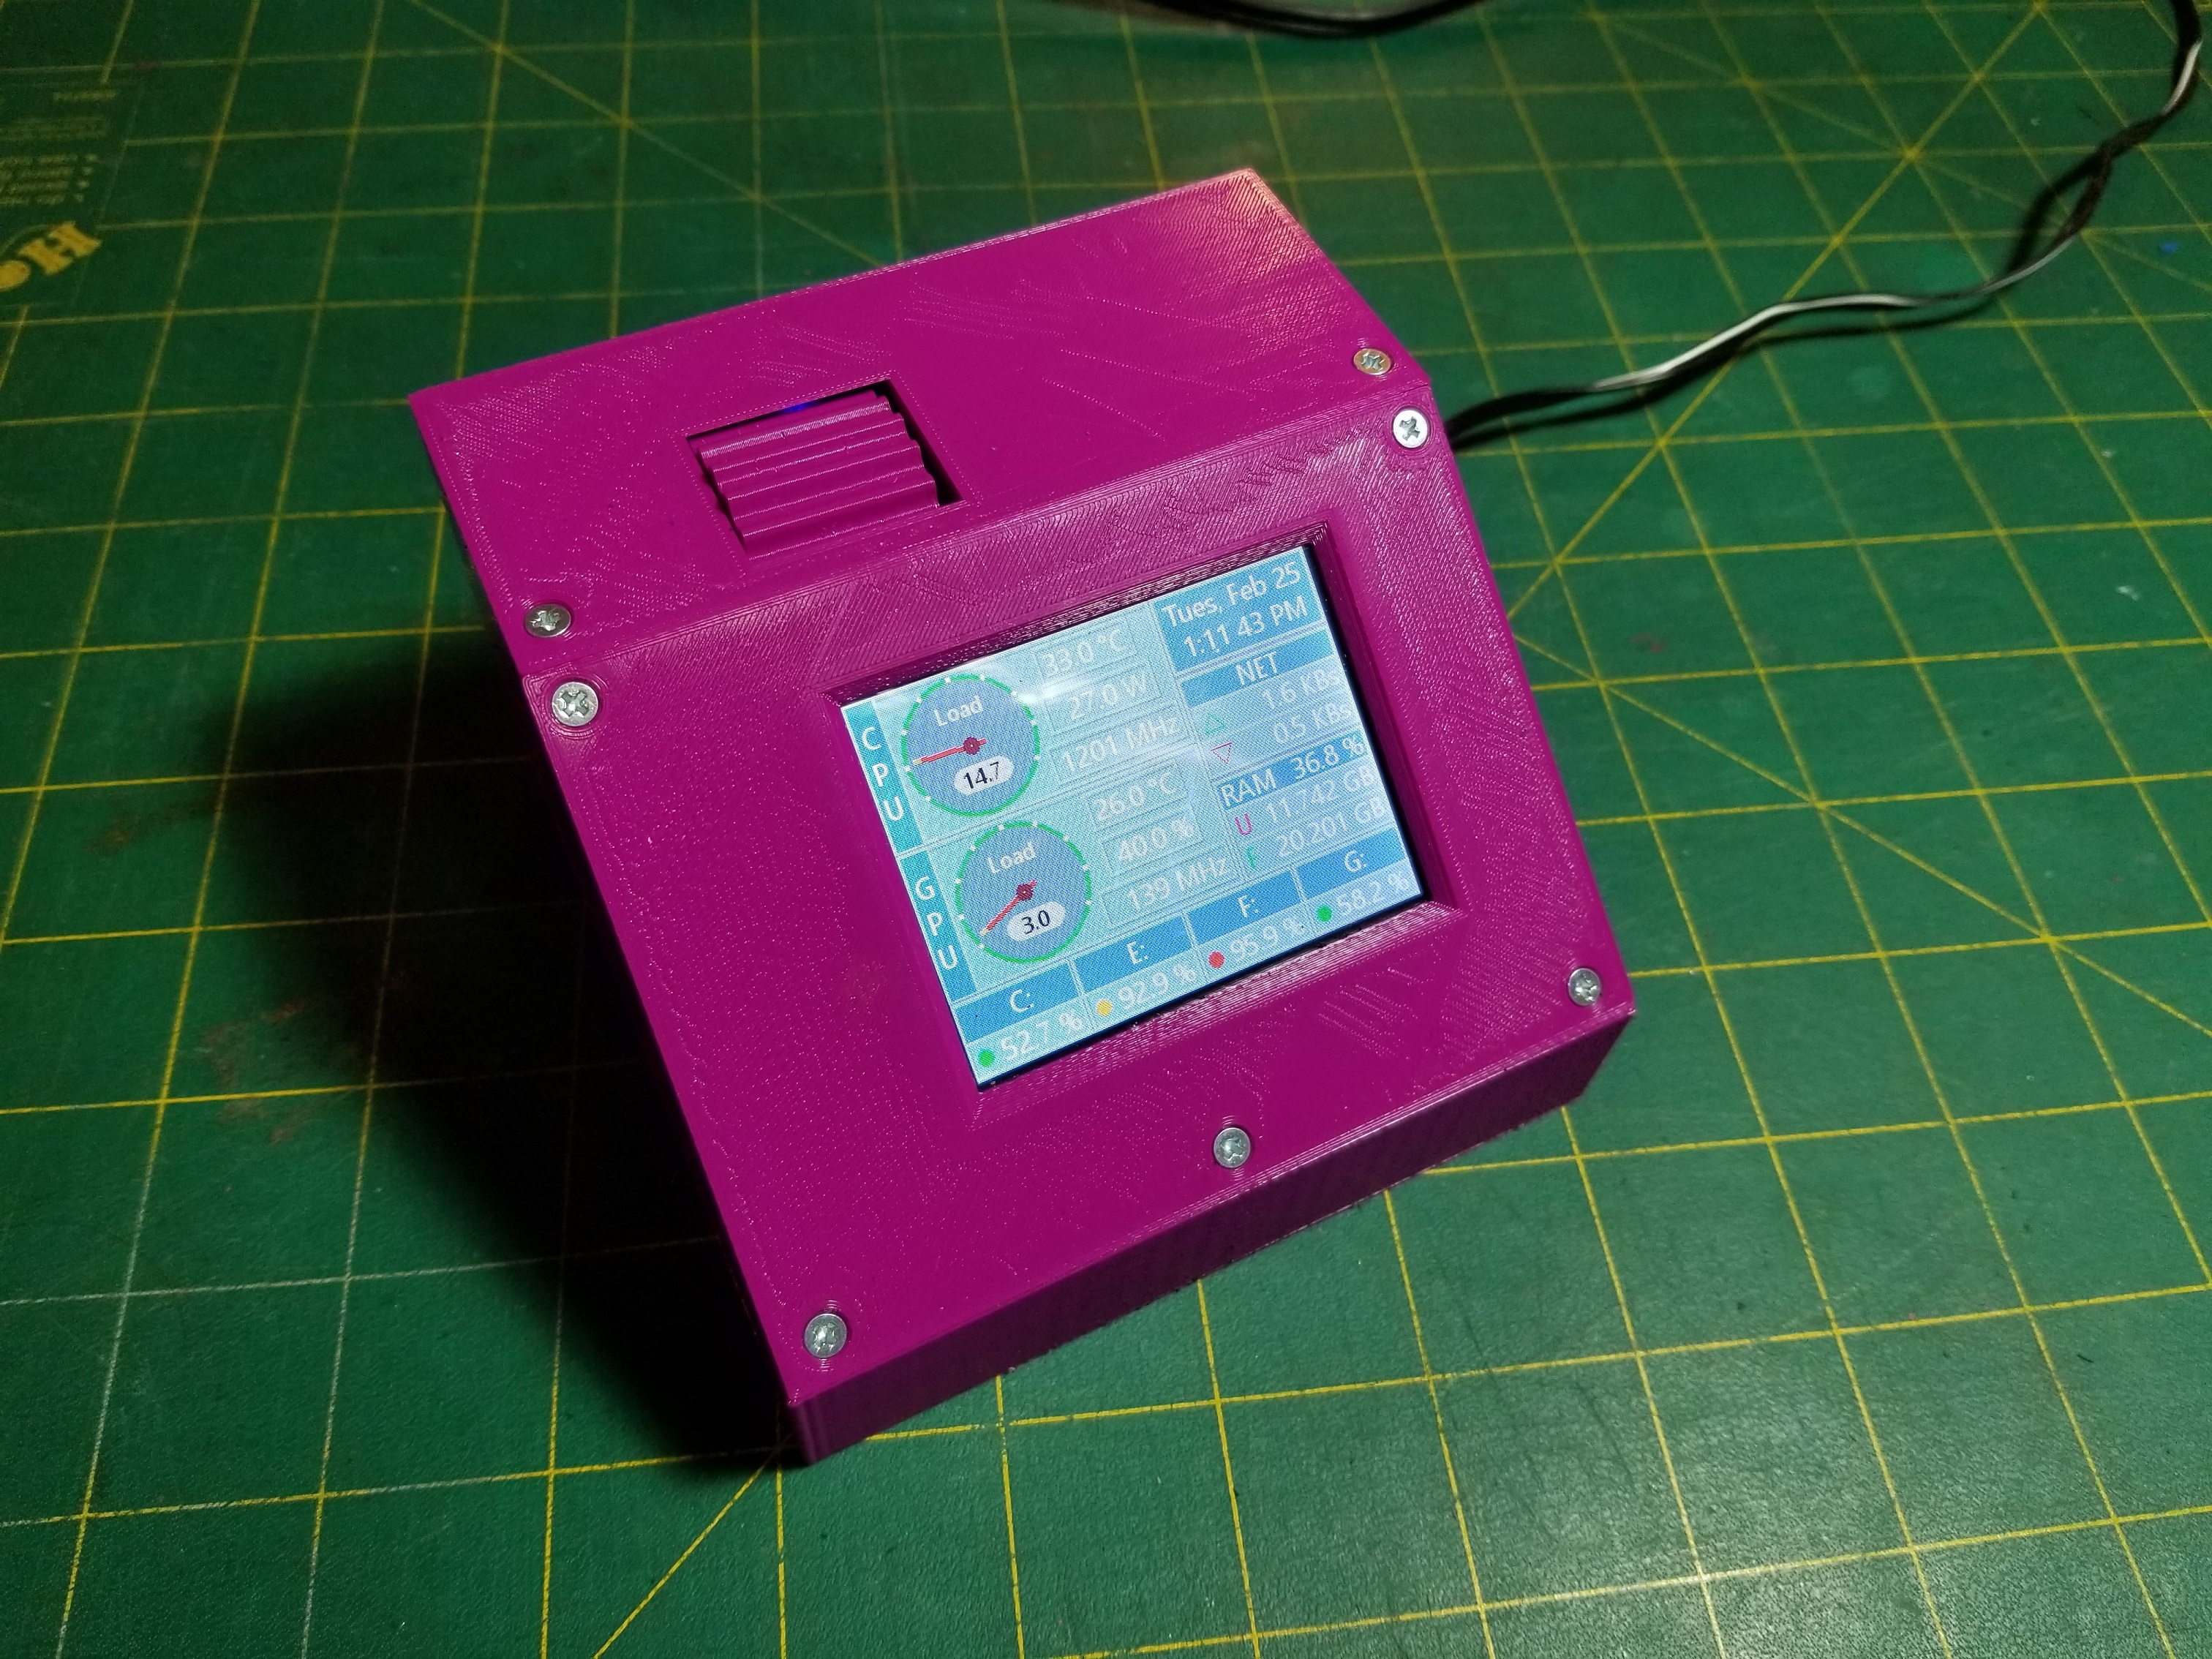 C
P
U
Load
14.7
33.0 °C
27.0 W
1201 MHz
G
P
U
Load
3.0
26.0 °C
40.0 %
139 MHz
Tues, Feb 25
1:11 43 PM
NET
1.6 KBs
0.5 KBs
RAM 36.8 %
U 11.742 GB
F 20.201 GB
C: E: F: G:
52.7 % 92.9 % 95.9 % 58.2 %